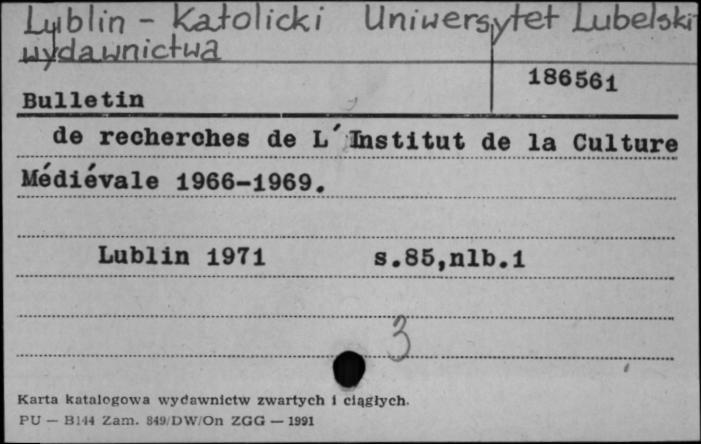 Lublin - Katolicki Uniwersytet Lubelski
wydawnictwa
186561
Bulletin
de recherches de L'Institut de la Culture
Médiévale 1966-1969.
Lublin 1971 s.85,nlb.1
3
Karta katalogowa wydawnictw zwartych i ciągłych.
PU — B144 Zam. 849/DW/On ZGG — 1991